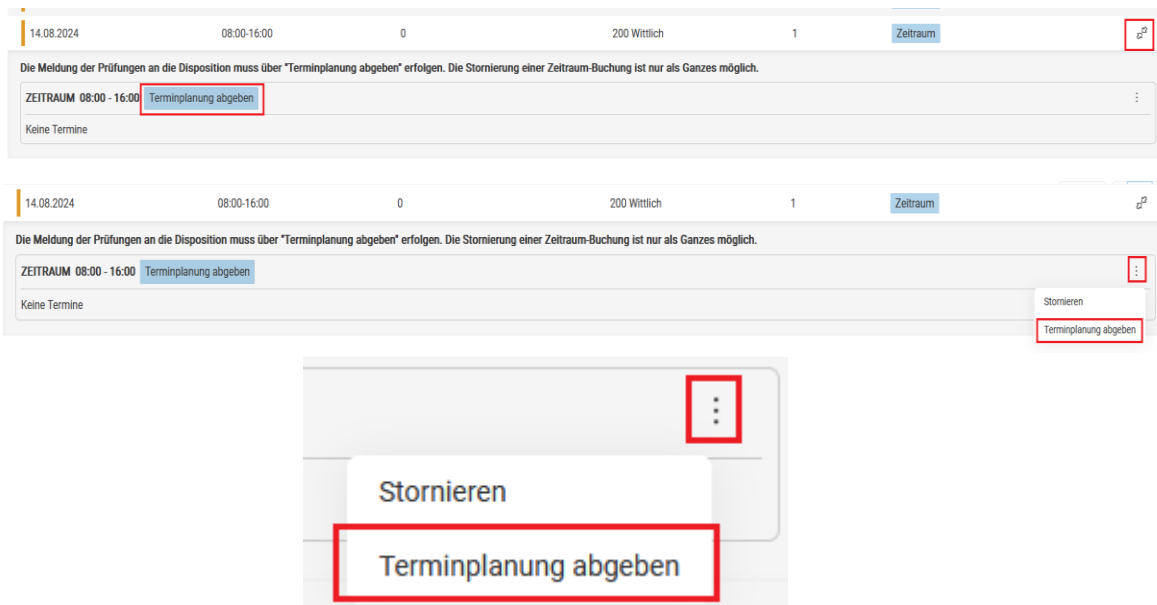 14.08.2024 08:00-16:00 0 200 Wittlich 1 Zeitraum
Die Meldung der Prüfungen an die Disposition muss über "Terminplanung abgeben" erfolgen. Die Stornierung einer Zeitraum-Buchung ist nur als Ganzes möglich.
ZEITRAUM 08:00 - 16:00 Terminplanung abgeben
Keine Termine
14.08.2024 08:00-16:00 0 200 Wittlich 1 Zeitraum
Die Meldung der Prüfungen an die Disposition muss über "Terminplanung abgeben" erfolgen. Die Stornierung einer Zeitraum-Buchung ist nur als Ganzes möglich.
ZEITRAUM 08:00 - 16:00 Terminplanung abgeben
Keine Termine
Stornieren
Terminplanung abgeben
Stornieren
Terminplanung abgeben